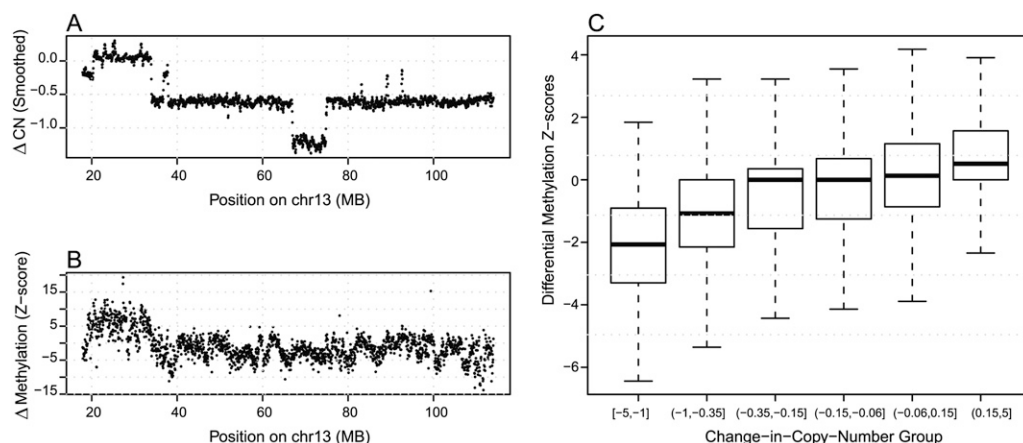 A
Δ CN (Smoothed)
0.0
−0.5
−1.0
20 40 60 80 100
Position on chr13 (MB)
B
Δ Methylation (Z−score)
15
5
−5
−15
20 40 60 80 100
Position on chr13 (MB)
C
Differential Methylation Z−scores
4
2
0
−2
−4
−6
[−5,−1] (−1,−0.35] (−0.35,−0.15] (−0.15,−0.06] (−0.06,0.15] (0.15,5]
Change−in−Copy−Number Group